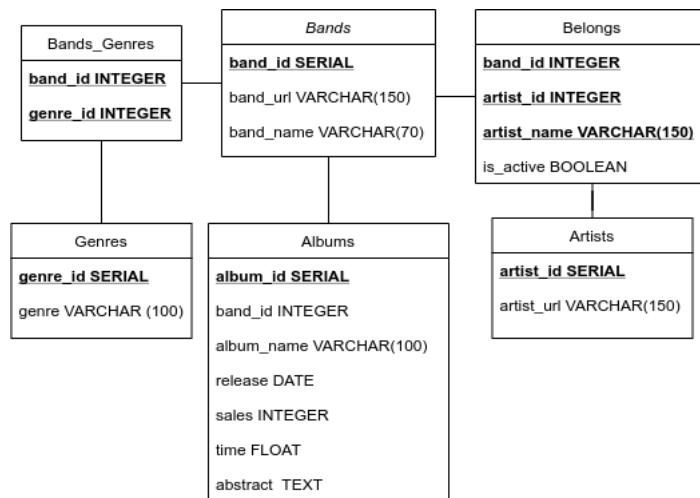 Bands_Genres
band_id INTEGER
genre_id INTEGER
Bands
band_id SERIAL
band_url VARCHAR(150)
band_name VARCHAR(70)
Belongs
band_id INTEGER
artist_id INTEGER
artist_name VARCHAR(150)
is_active BOOLEAN
Genres
genre_id SERIAL
genre VARCHAR (100)
Albums
album_id SERIAL
band_id INTEGER
album_name VARCHAR(100)
release DATE
sales INTEGER
time FLOAT
abstract TEXT
Artists
artist_id SERIAL
artist_url VARCHAR(150)